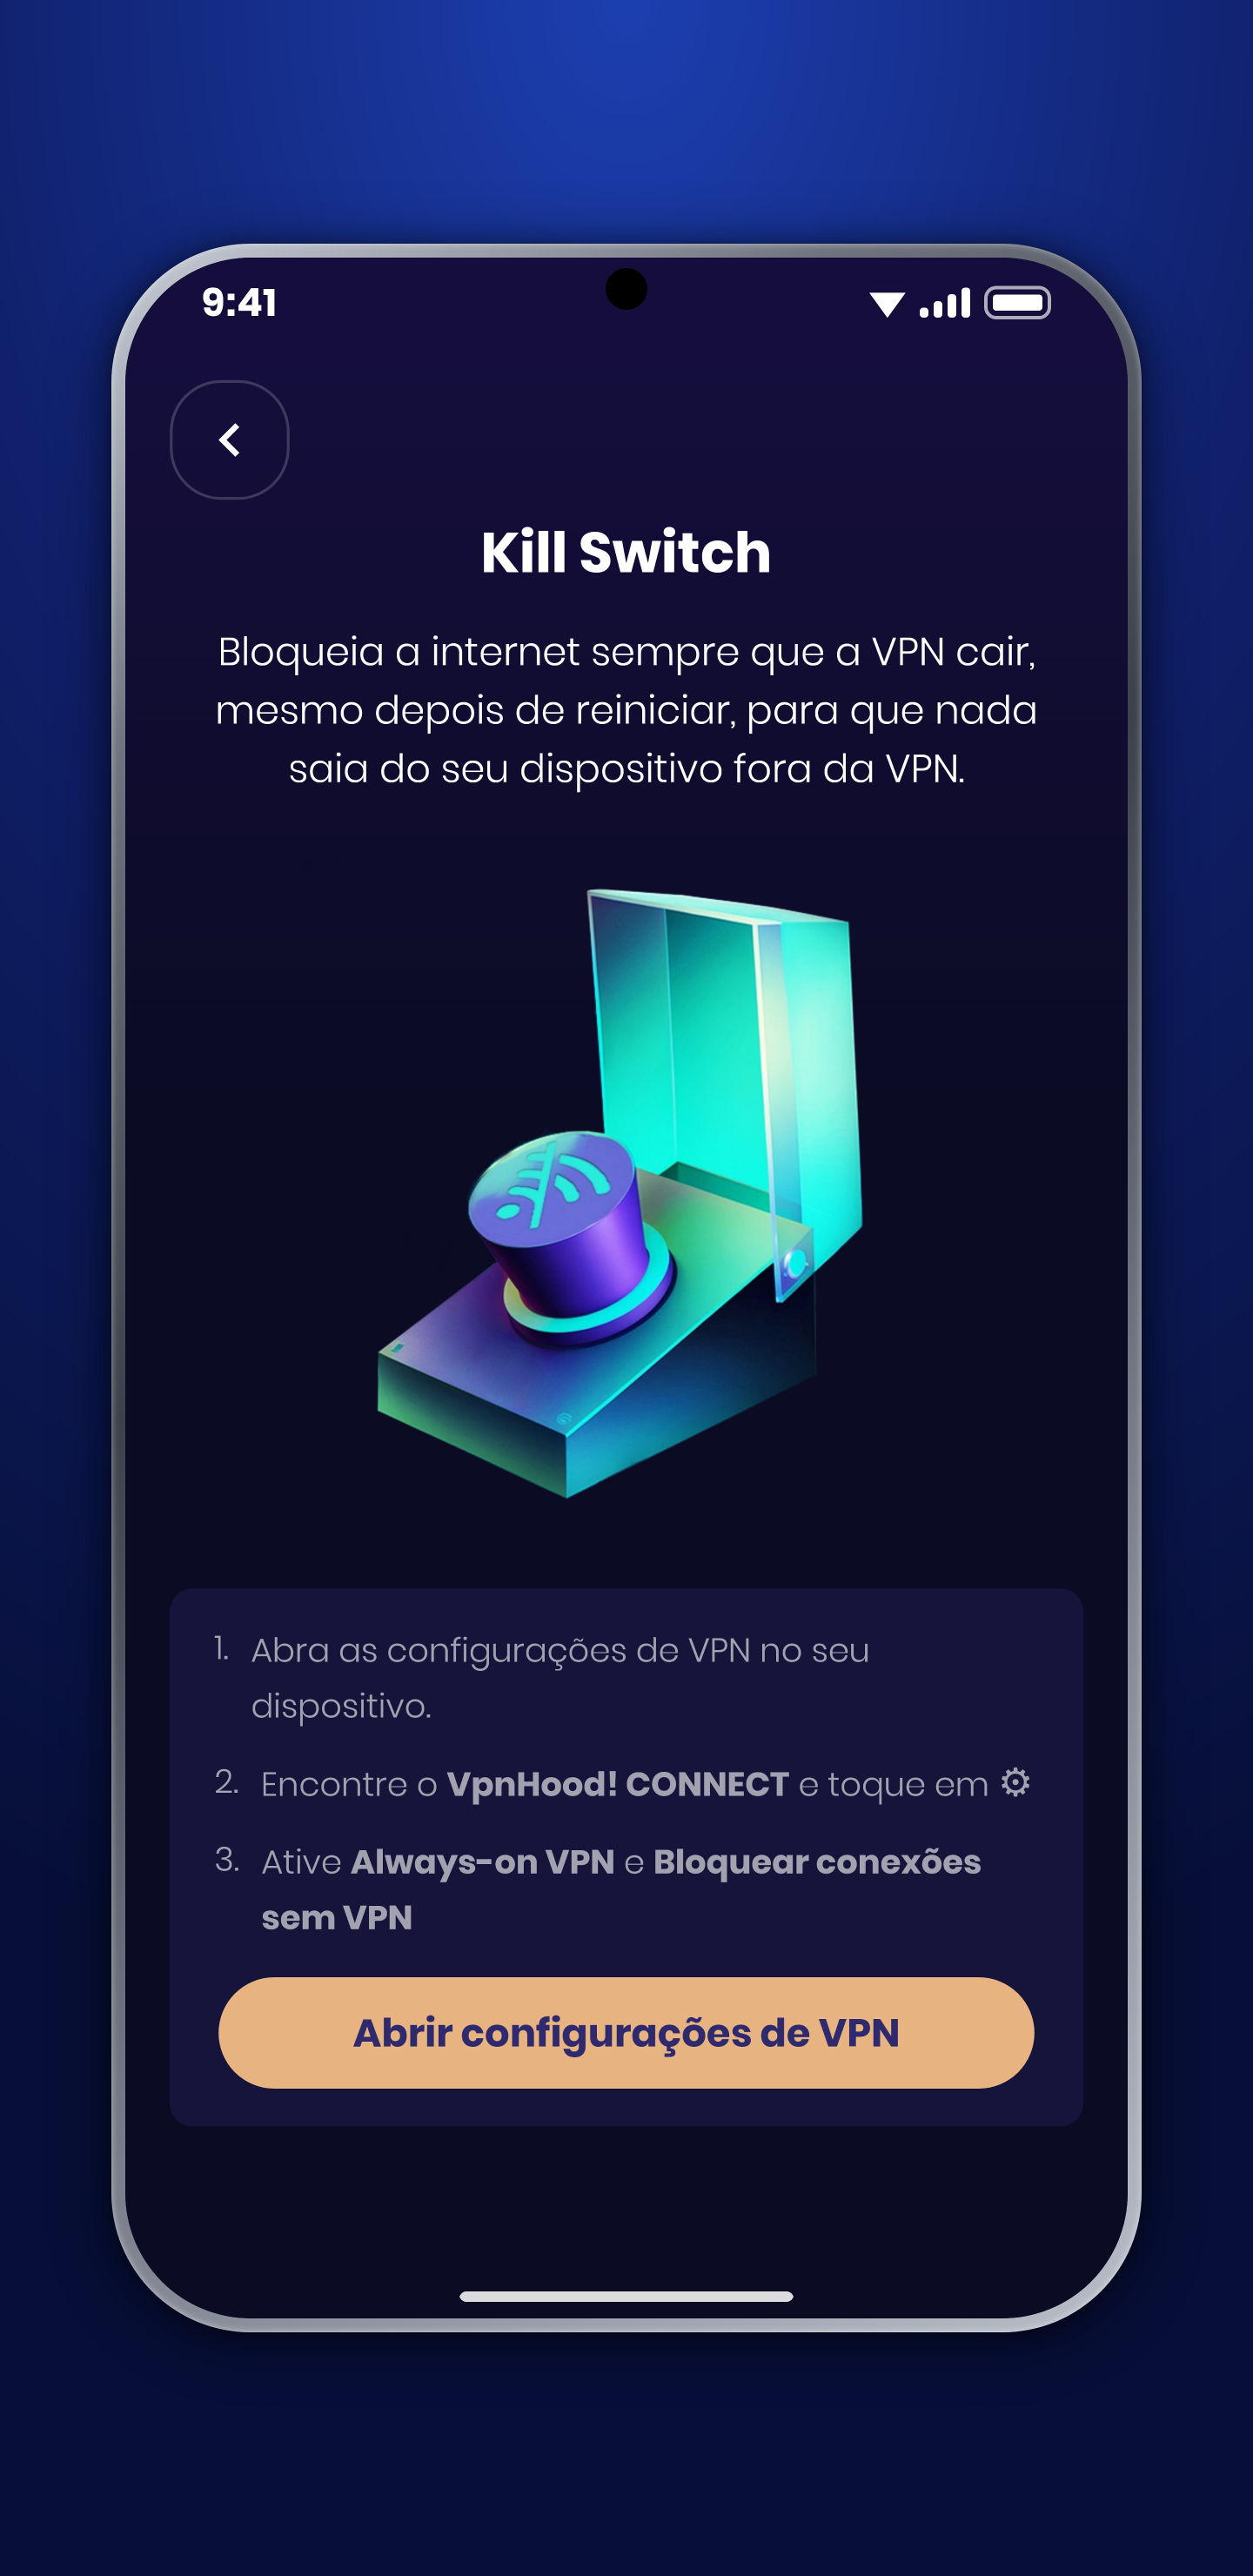 9:41
Kill Switch
Bloqueia a internet sempre que a VPN cair,
mesmo depois de reiniciar, para que nada
saia do seu dispositivo fora da VPN.
1. Abra as configurações de VPN no seu
dispositivo.
2. Encontre o VpnHood! CONNECT e toque em ⚙
3. Ative Always-on VPN e Bloquear conexões
sem VPN
Abrir configurações de VPN